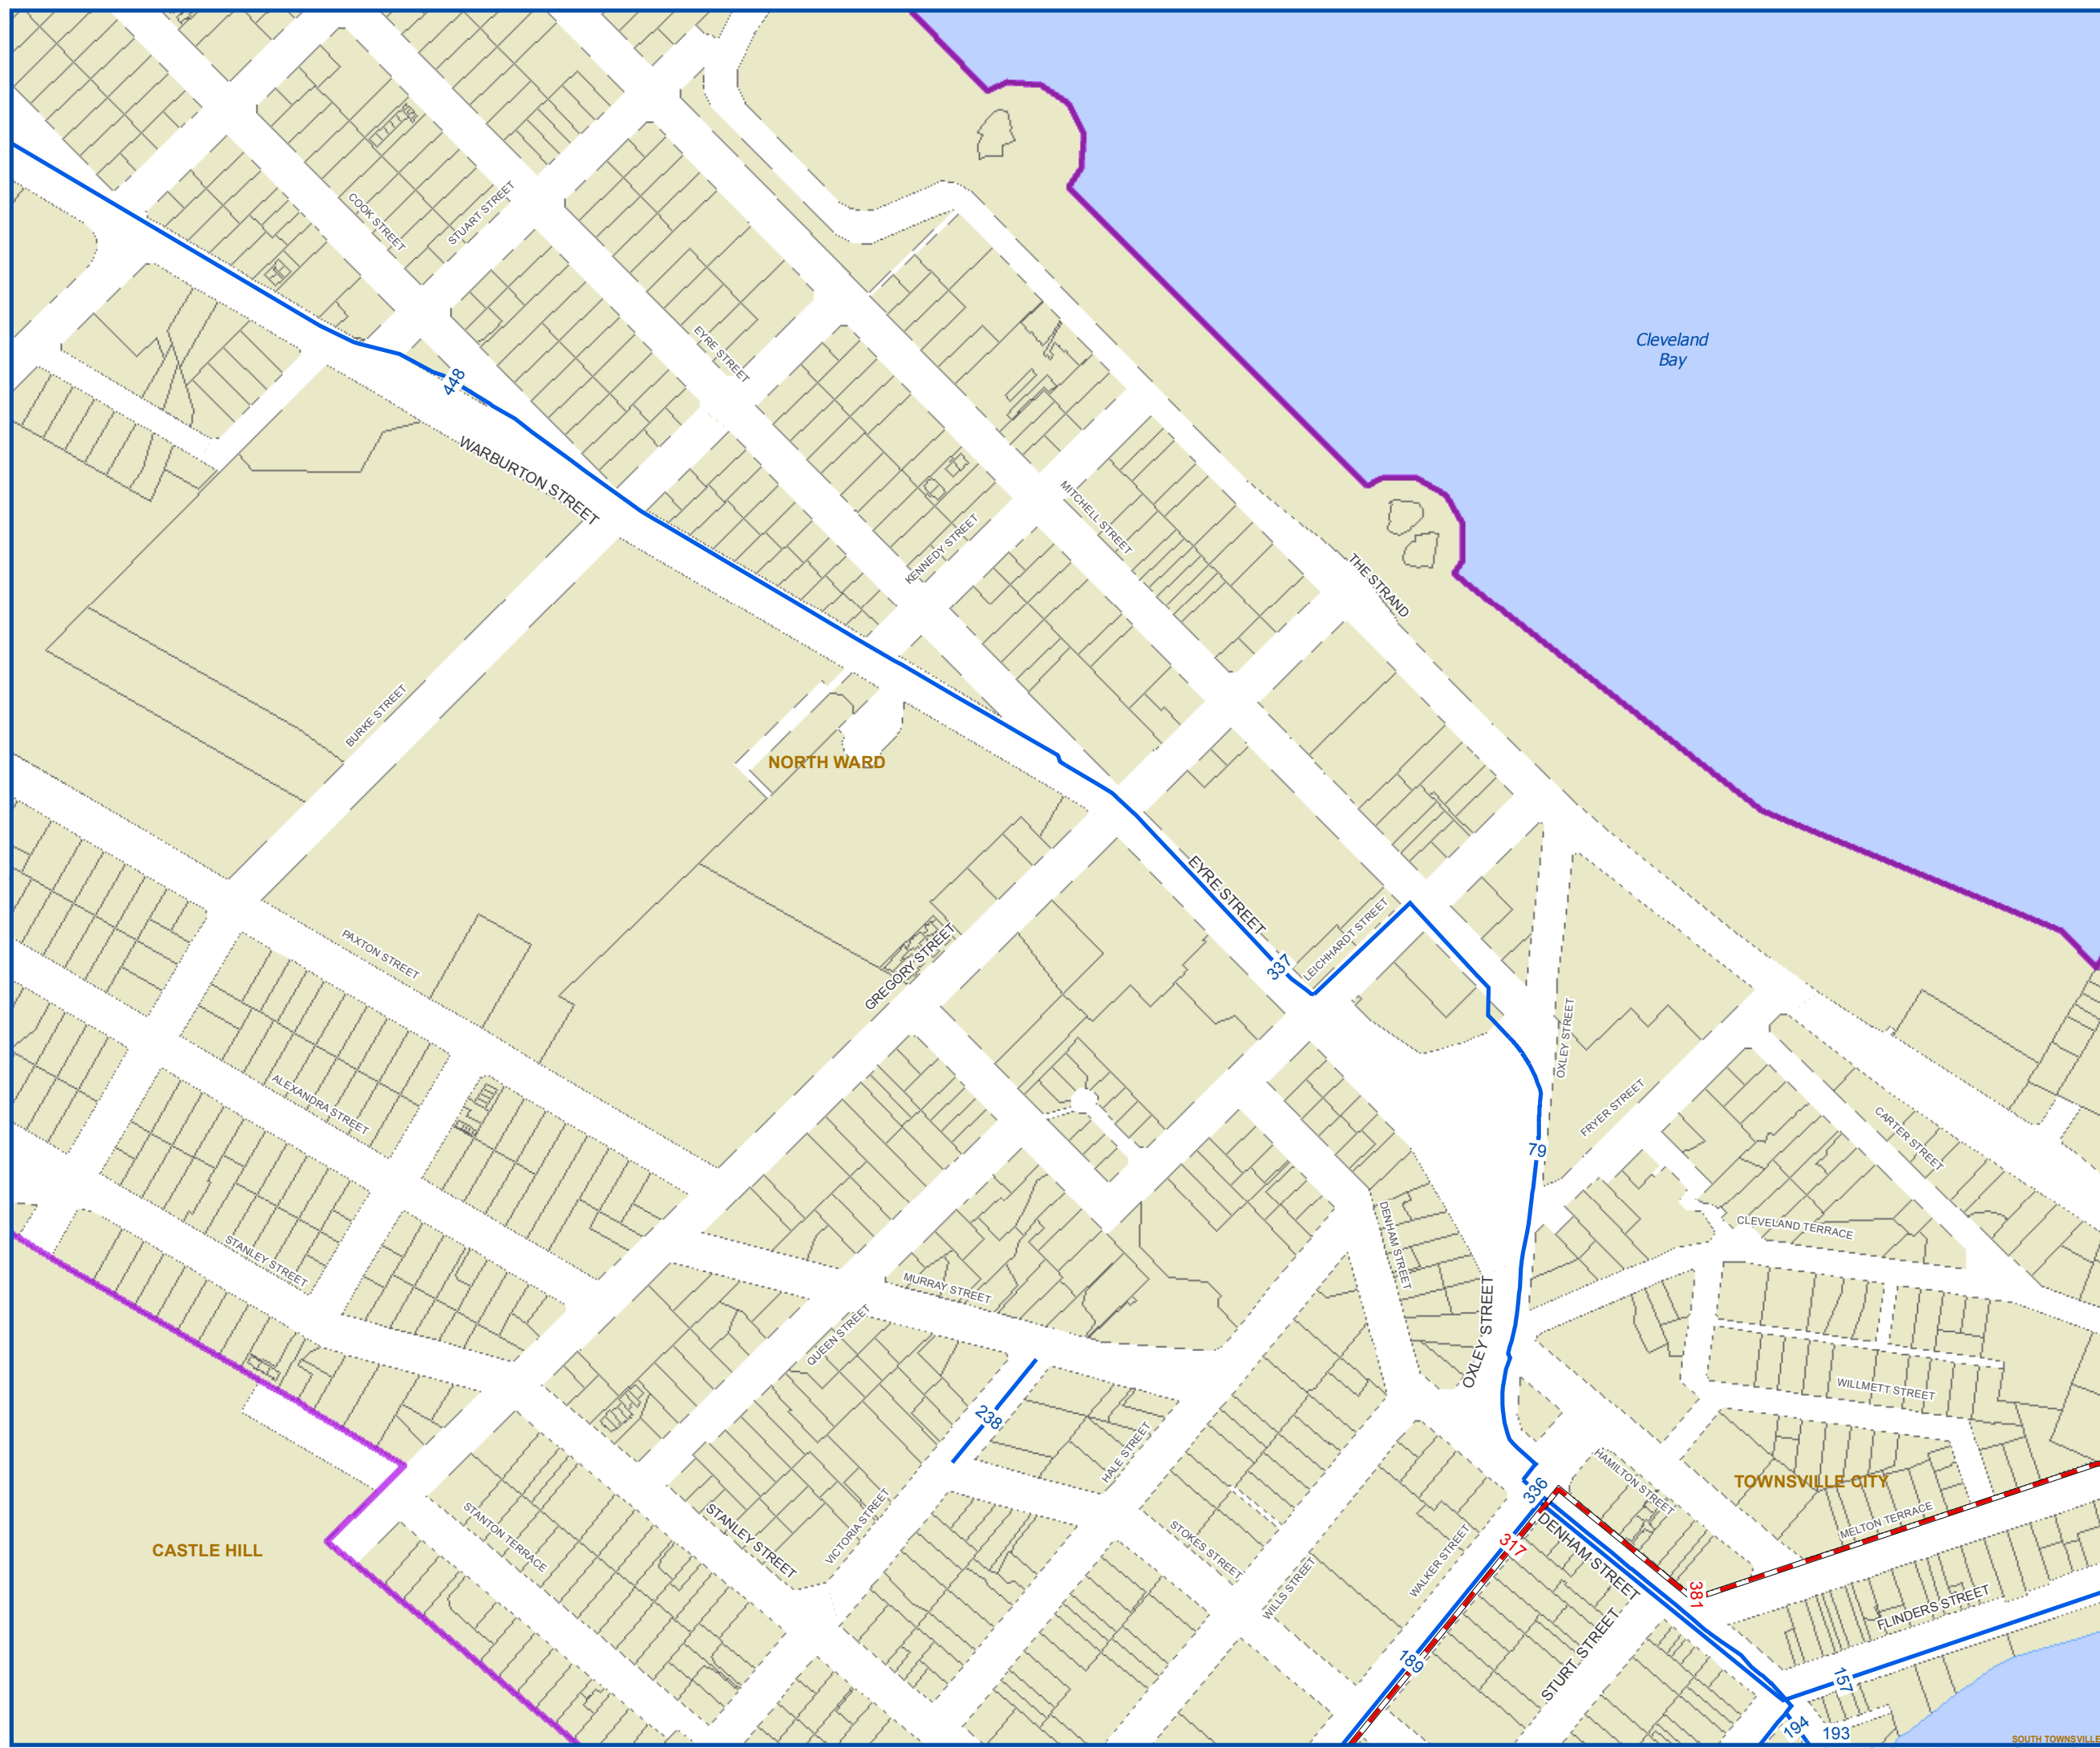 COOK STREET
STUART STREET
Cleveland
Bay
EYRE STREET
448
WARBURTON STREET
MITCHELL STREET
KENNEDY STREET
THE STRAND
BURKE STREET
NORTH WARD
EYRE STREET
LEICHHARDT STREET
337
GREGORY STREET
PAXTON STREET
OXLEY STREET
FRYER STREET
CARTER STREET
ALEXANDRA STREET
79
CLEVELAND TERRACE
DENHAM STREET
STANLEY STREET
MURRAY STREET
QUEEN STREET
OXLEY STREET
WILLMETT STREET
238
HALE STREET
HAMILTON STREET
TOWNSVILLE CITY
336
STANTON TERRACE
STANLEY STREET
VICTORIA STREET
STOKES STREET
MELTON TERRACE
CASTLE HILL
317
DENHAM STREET
WALKER STREET
WILLS STREET
381
FLINDERS STREET
189
STURT STREET
157
194
193
SOUTH TOWNSVILLE